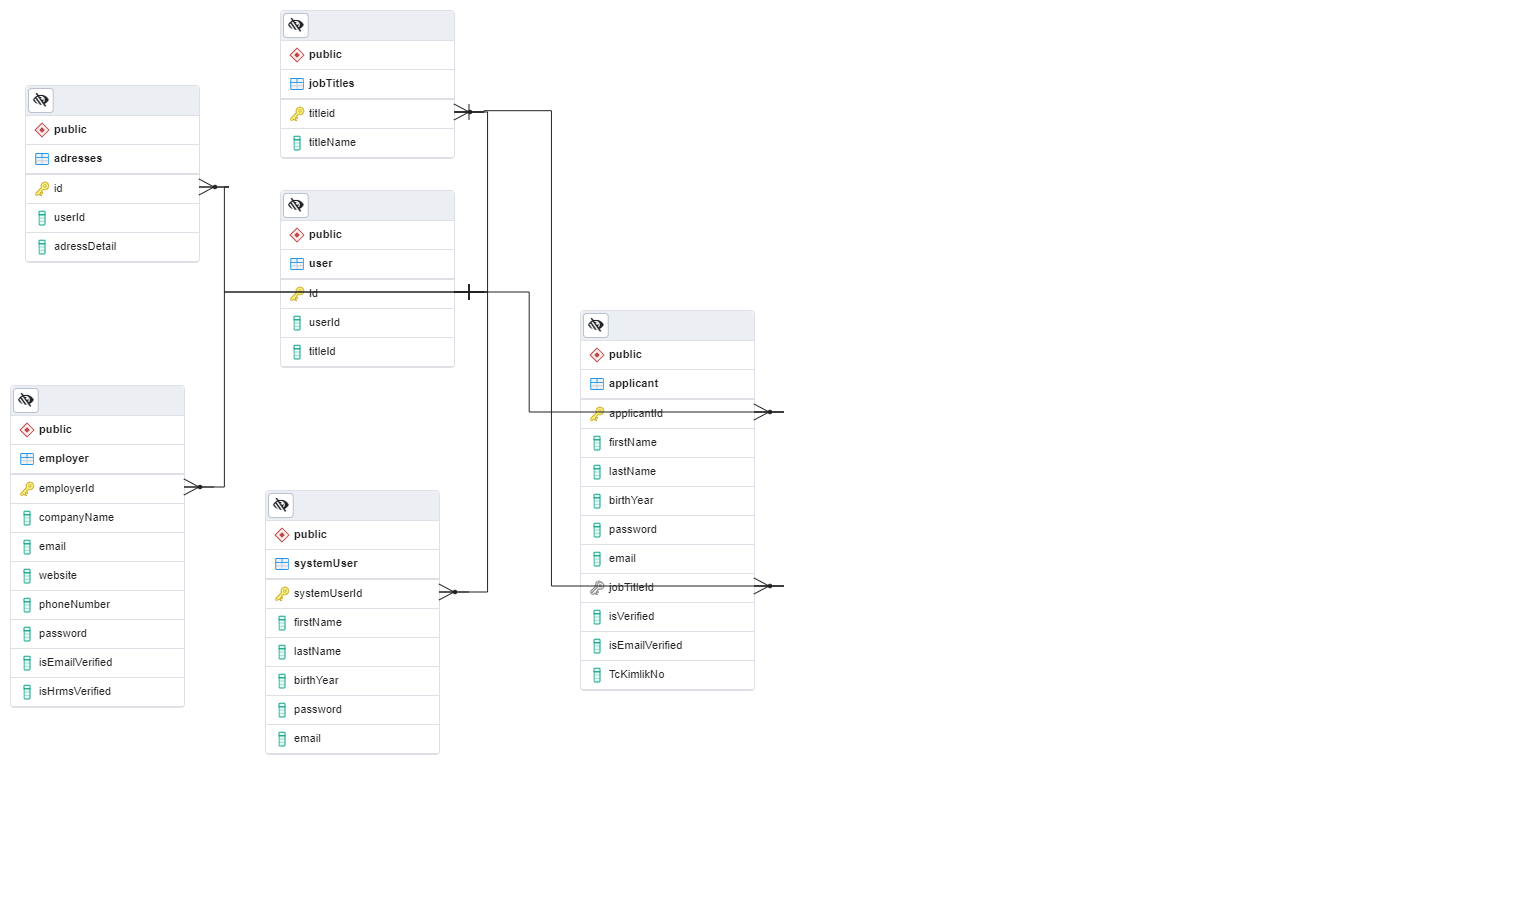 public
jobTitles
titleid
titleName
public
adresses
id
userId
adressDetail
public
user
Id
userId
titleId
public
applicant
applicantId
firstName
lastName
birthYear
password
email
jobTitleId
isVerified
isEmailVerified
TcKimlikNo
public
employer
employerId
companyName
email
website
phoneNumber
password
isEmailVerified
isHrmsVerified
public
systemUser
systemUserId
firstName
lastName
birthYear
password
email